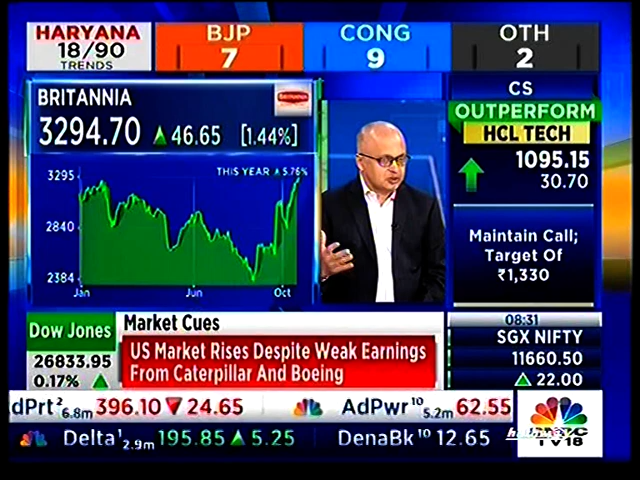 HARYANA
18/90
TRENDS
BJP
7
CONG
9
OTH
2
BRITANNIA
3294.70 ▲ 46.65 [1.44%]
THIS YEAR ▲ 5.76%
3295
2840
2384
Jan Jun Oct
CS
OUTPERFORM
HCL TECH
1095.15
30.70
Maintain Call;
Target Of
₹1,330
Dow Jones
26833.95
0.17% ▲
Market Cues
US Market Rises Despite Weak Earnings
From Caterpillar And Boeing
08:31
SGX NIFTY
11660.50
▲ 22.00
dPrt² 6.8m 396.10 ▼ 24.65 AdPwr¹⁰ 5.2m 62.55
Delta¹ 2.9m 195.85 ▲ 5.25 DenaBk¹⁰ 12.65
TV18